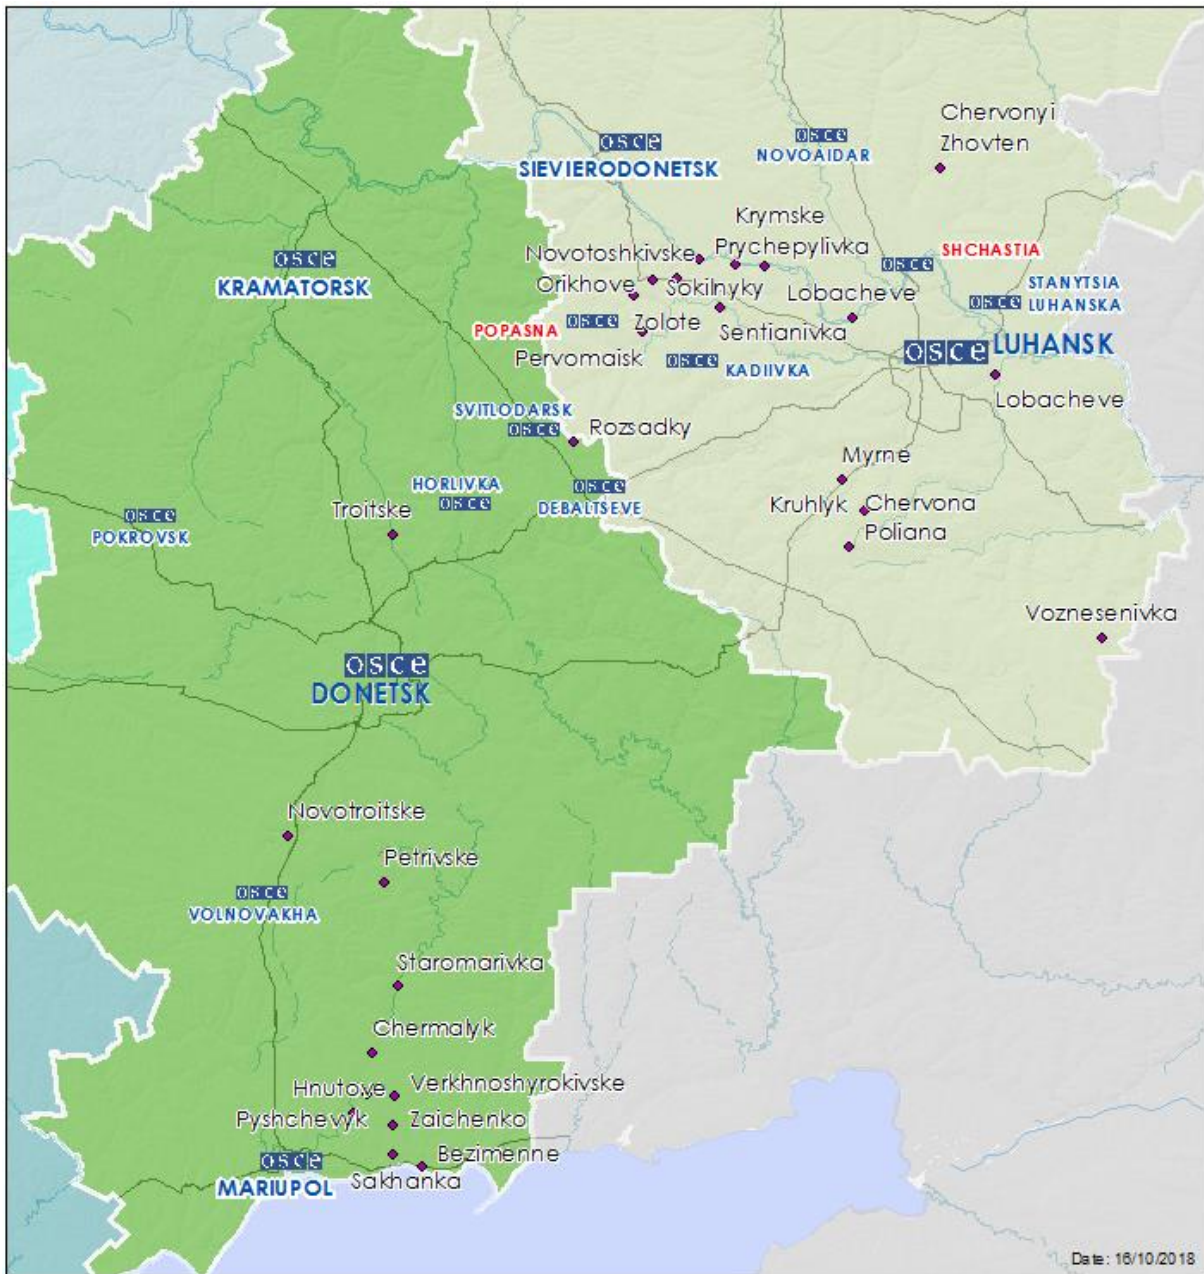 Chervonyi
Zhovten
osce
NOVOAIDAR
osce
SIEVIERODONETSK
Krymske
Prychepylivka
Novotoshkivske
osce
KRAMATORSK
osce
SHCHASTIA
STANYTSIA
osce
LUHANSKA
Orikhove
Sokilnyky
Lobacheve
POPASNA
osce
Zolote
Sentianivka
osce
LUHANSK
Pervomaisk
osce
KADIIVKA
Lobacheve
SVITLODARSK
osce
Rozsadky
Myrne
HORLIVKA
osce
osce
DEBALTSEVE
Kruhlyk
Chervona
Poliana
Troitske
osce
POKROVSK
Voznesenivka
osce
DONETSK
Novotroitske
Petrivske
osce
VOLNOVAKHA
Staromarivka
Chermalyk
Hnutove
Verkhnoshyrokivske
Pyshchevyk
Zaichenko
Bezimenne
osce
MARIUPOL
Sakhanka
Date: 16/10/2018